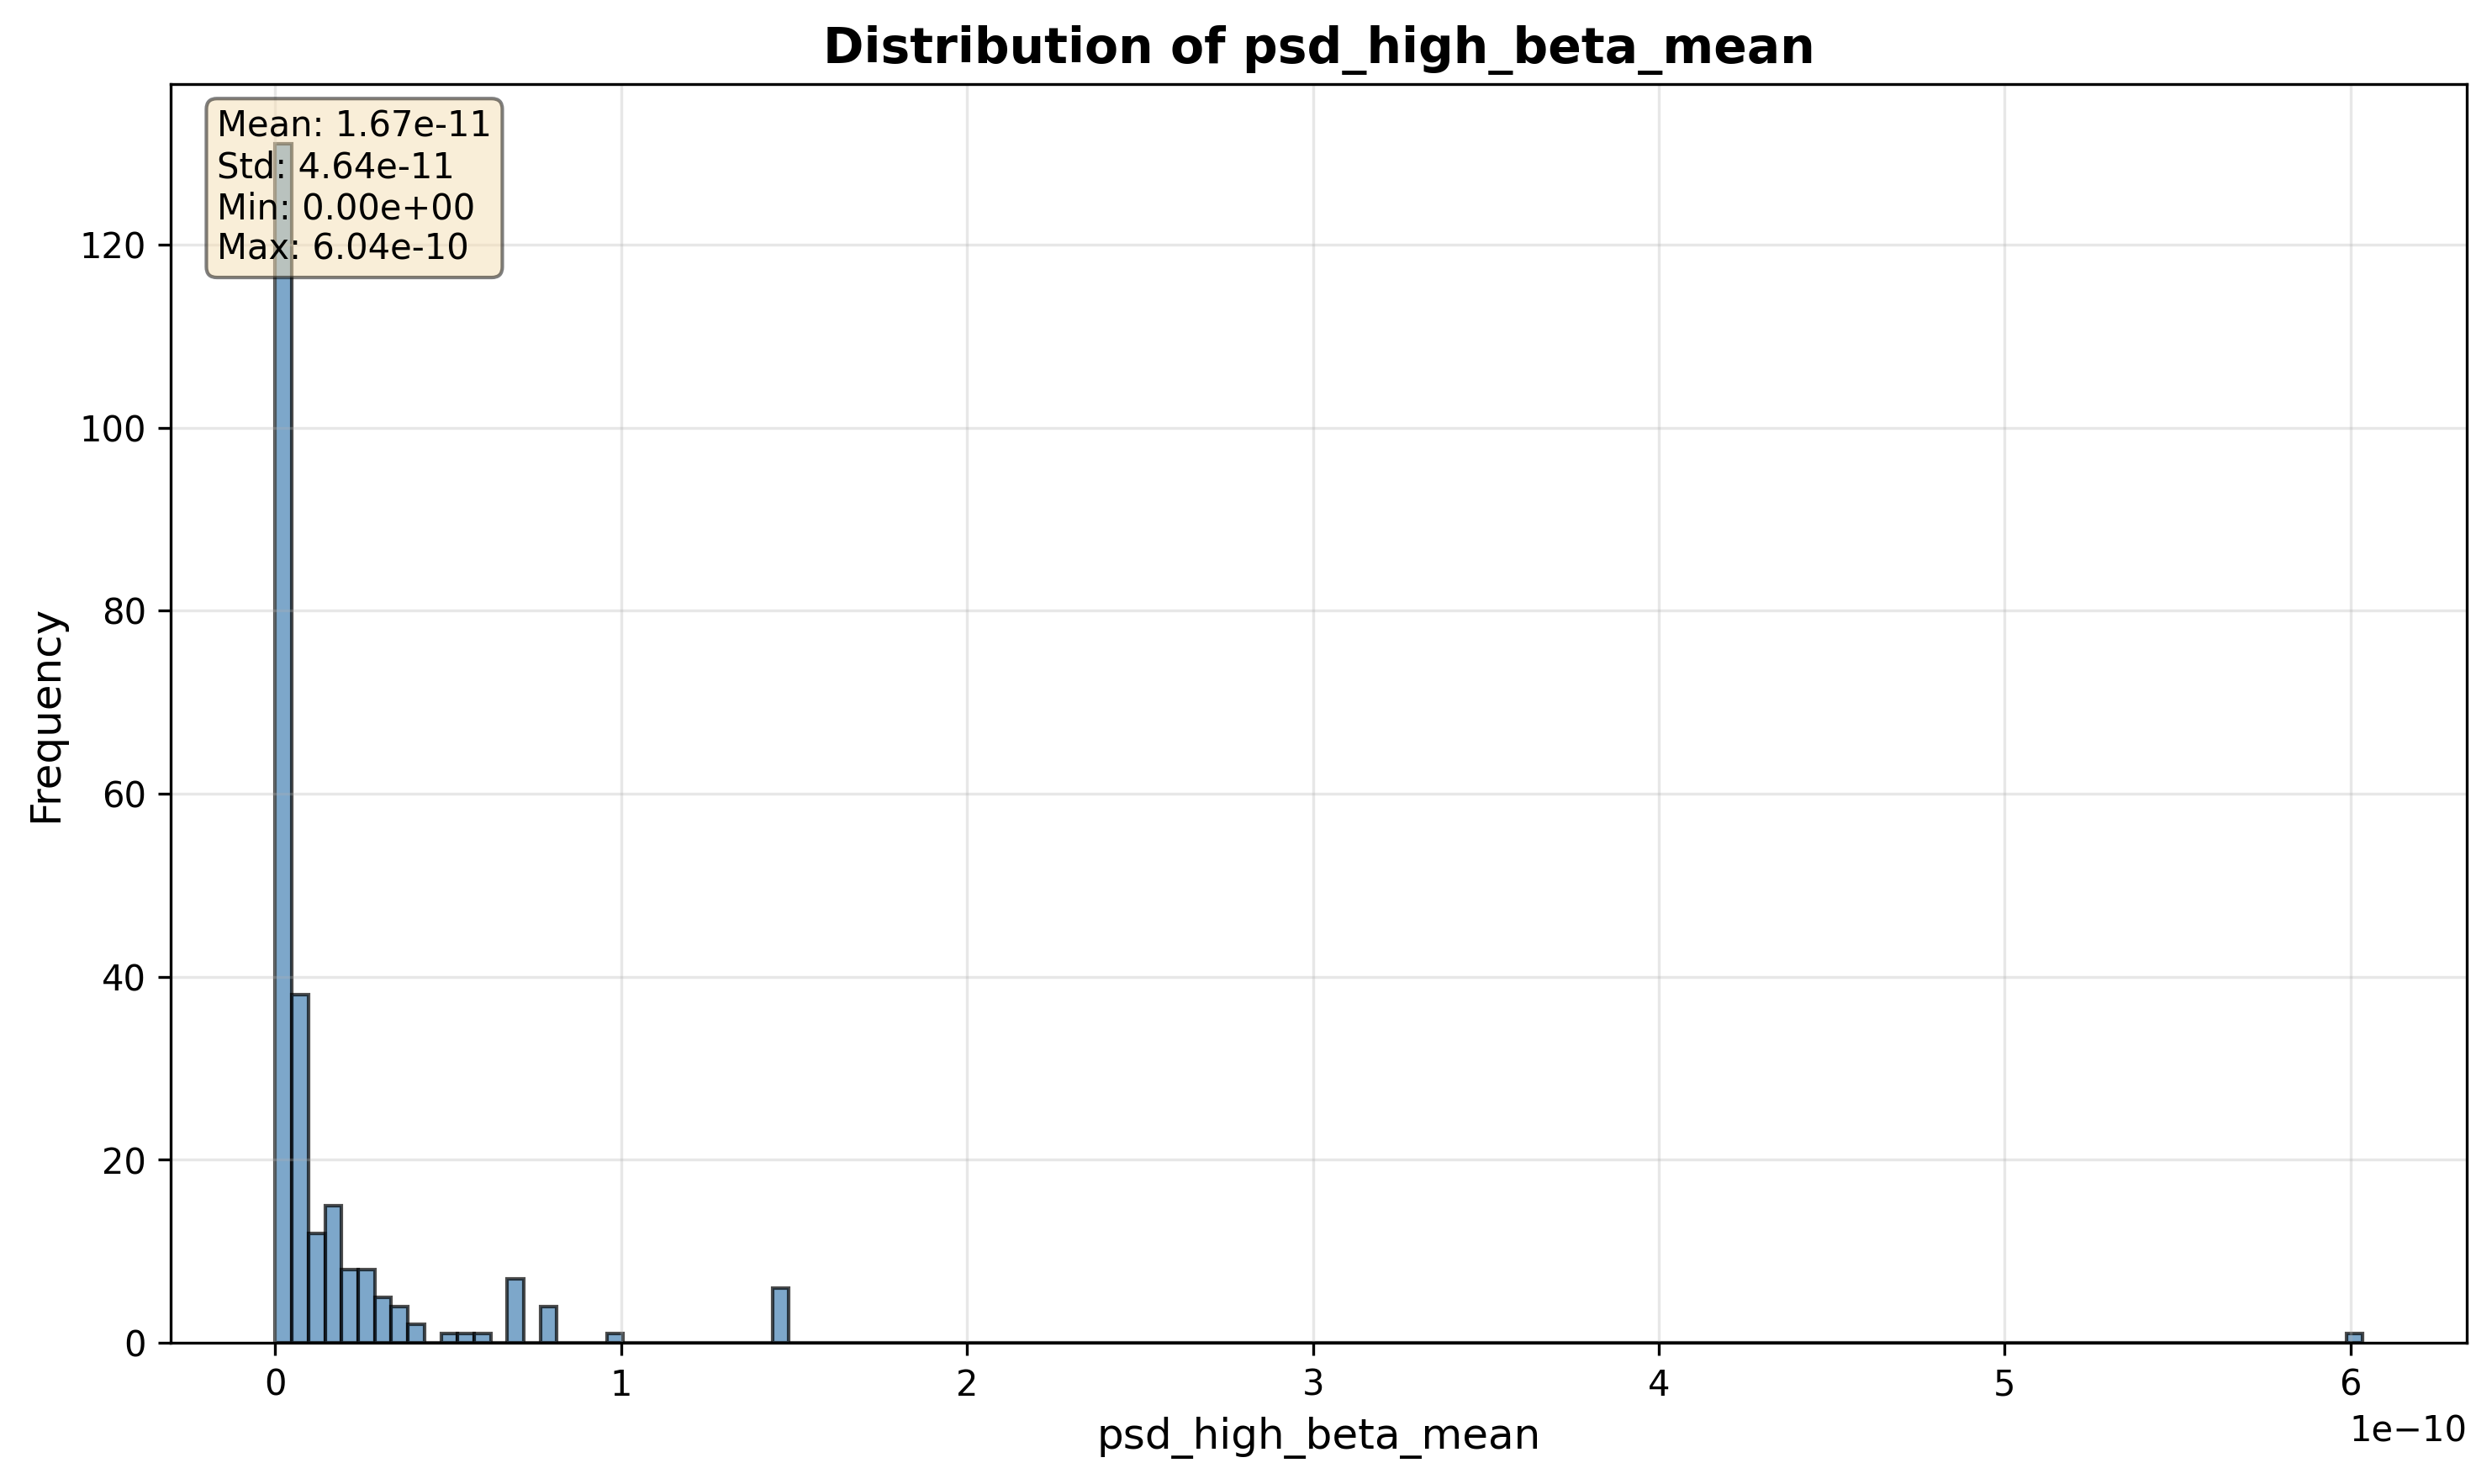 Distribution of psd_high_beta_mean
Mean: 1.67e-11
Std: 4.64e-11
Min: 0.00e+00
Max: 6.04e-10
120
100
80
60
40
20
0
Frequency
0 1 2 3 4 5 6
1e−10
psd_high_beta_mean